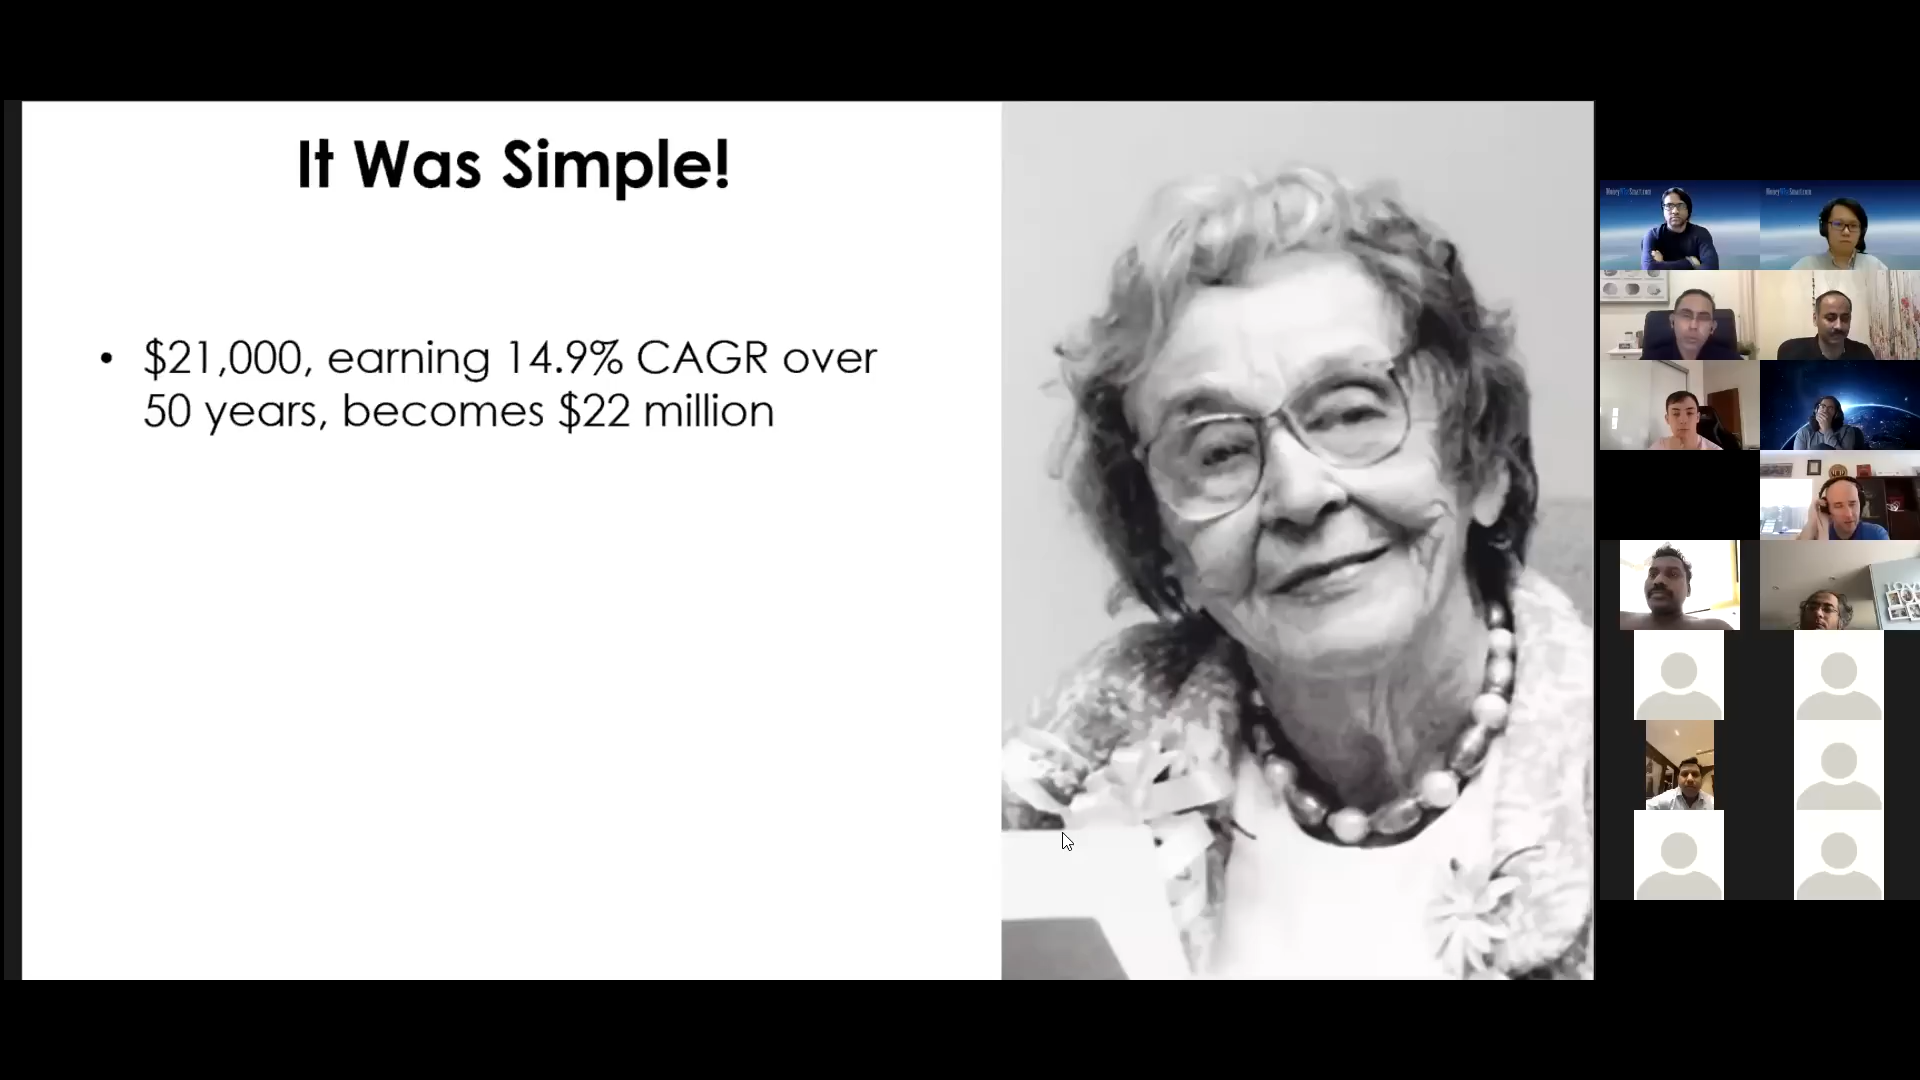 It Was Simple!
• $21,000, earning 14.9% CAGR over
50 years, becomes $22 million